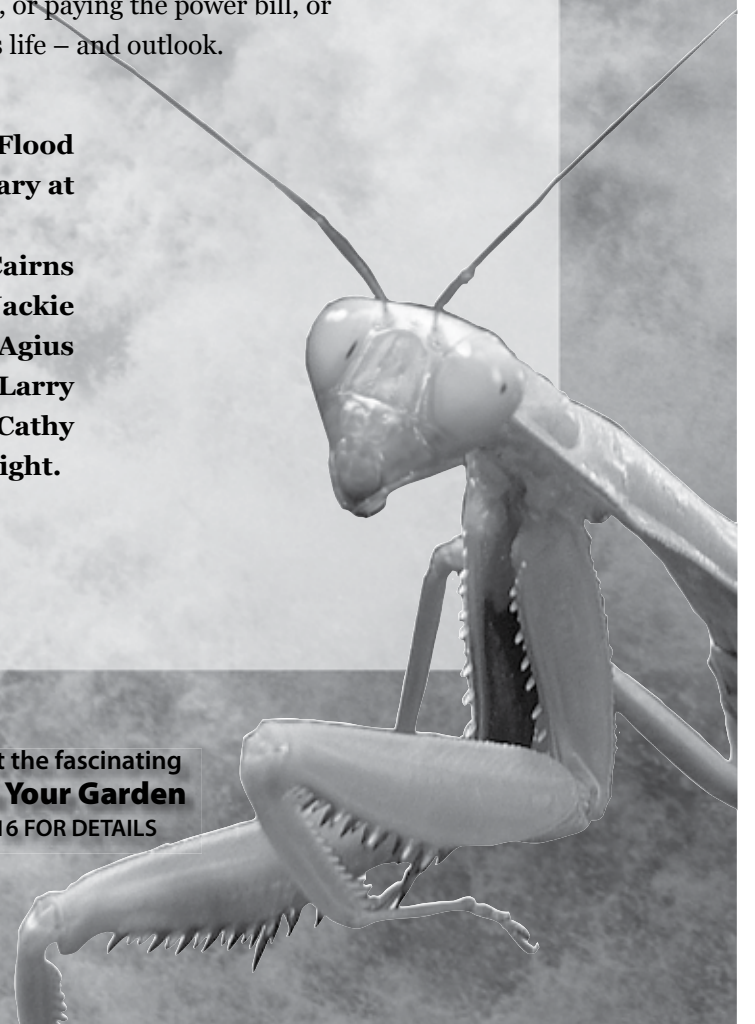 , or paying the power bill, or
s life – and outlook.
Flood
ary at
Cairns
Jackie
Agius
Larry
Cathy
ight.
t the fascinating
Your Garden
16 FOR DETAILS